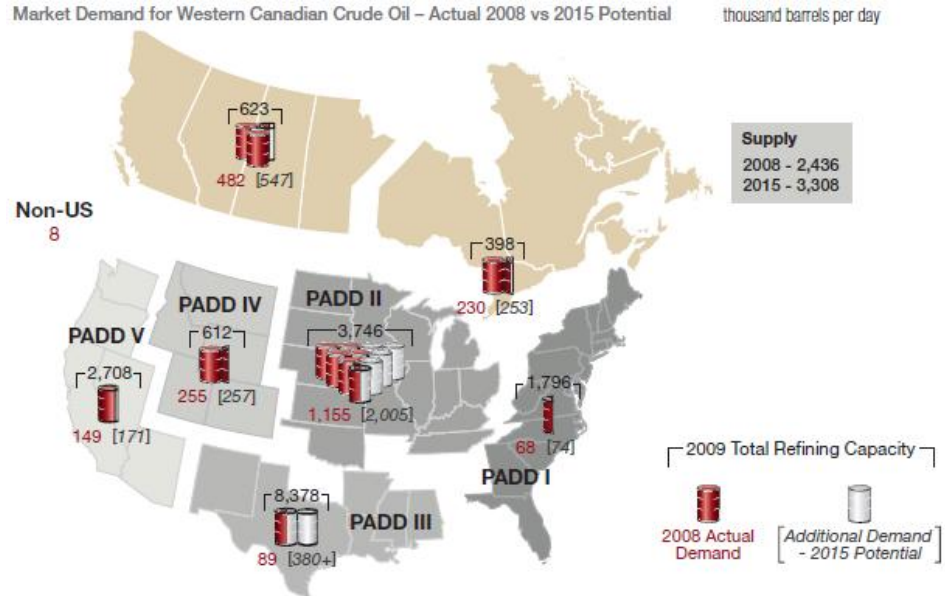 Market Demand for Western Canadian Crude Oil – Actual 2008 vs 2015 Potential
thousand barrels per day
623
482 [547]
Supply
2008 - 2,436
2015 - 3,308
Non-US
8
398
230 [253]
PADD V
2,708
149 [171]
PADD IV
612
255 [257]
PADD II
3,746
1,155 [2,005]
1,796
68 [74]
PADD I
8,378
89 [380+]
PADD III
2009 Total Refining Capacity
2008 Actual
Demand
[Additional Demand
- 2015 Potential]